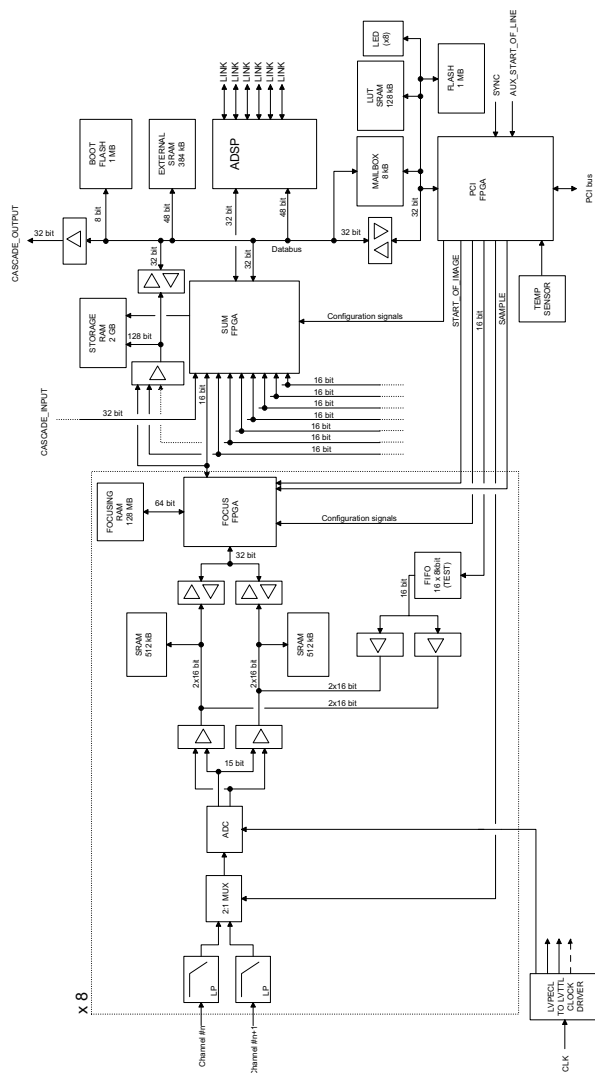 CASCADE_OUTPUT
32 bit
BOOT
FLASH
1 MB
8 bit
EXTERNAL
SRAM
384 kB
48 bit
ADSP
LINK
LINK
LINK
LINK
LINK
LINK
32 bit
48 bit
Databus
32 bit
MAILBOX
8 kB
LUT
SRAM
128 kB
LED
(x8)
FLASH
1 MB
32 bit
SYNC
AUX_START_OF_LINE
PCI
FPGA
PCI bus
TEMP
SENSOR
START_OF_IMAGE
16 bit
SAMPLE
Configuration signals
CASCADE_INPUT
32 bit
STORAGE
RAM
2 GB
128 bit
32 bit
32 bit
SUM
FPGA
16 bit
16 bit
16 bit
16 bit
16 bit
16 bit
16 bit
16 bit
FOCUSING
RAM
128 MB
64 bit
FOCUS
FPGA
Configuration signals
32 bit
SRAM
512 kB
SRAM
512 kB
2x16 bit
2x16 bit
16 bit
FIFO
16 x 8kbit
(TEST)
2x16 bit
2x16 bit
15 bit
ADC
2:1 MUX
LP
LP
x 8
Channel #n
Channel #n+1
CLK
LVPECL
TO LVTTL
CLOCK
DRIVER